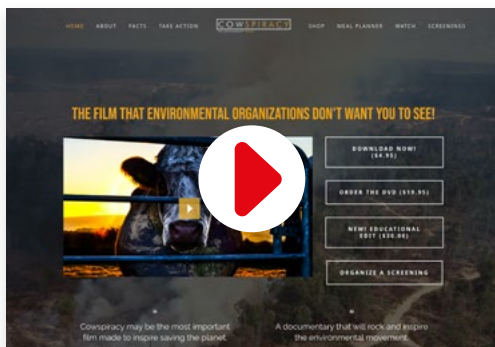 HOME ABOUT FACTS TAKE ACTION COWSPIRACY SHOP MEAL PLANNER WATCH SCREENINGS
THE FILM THAT ENVIRONMENTAL ORGANIZATIONS DON'T WANT YOU TO SEE!
DOWNLOAD NOW!
($4.95)
ORDER THE DVD ($19.95)
NEW! EDUCATIONAL
EDIT ($30.00)
ORGANIZE A SCREENING
Cowspiracy may be the most important
film made to inspire saving the planet.
A documentary that will rock and inspire
the environmental movement.